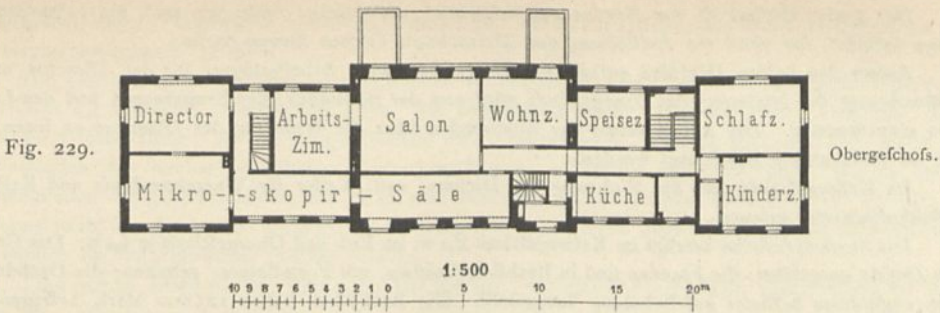 Director
Arbeits-
Zim.
Salon
Wohnz.
Speisez.
Schlafz.
Fig. 229.
Obergeſchoſs.
Mikro-
-skopir-
Sale
Küche
Kinderz.
1:500
10 9 8 7 6 5 4 3 2 1 0 5 10 15 20m